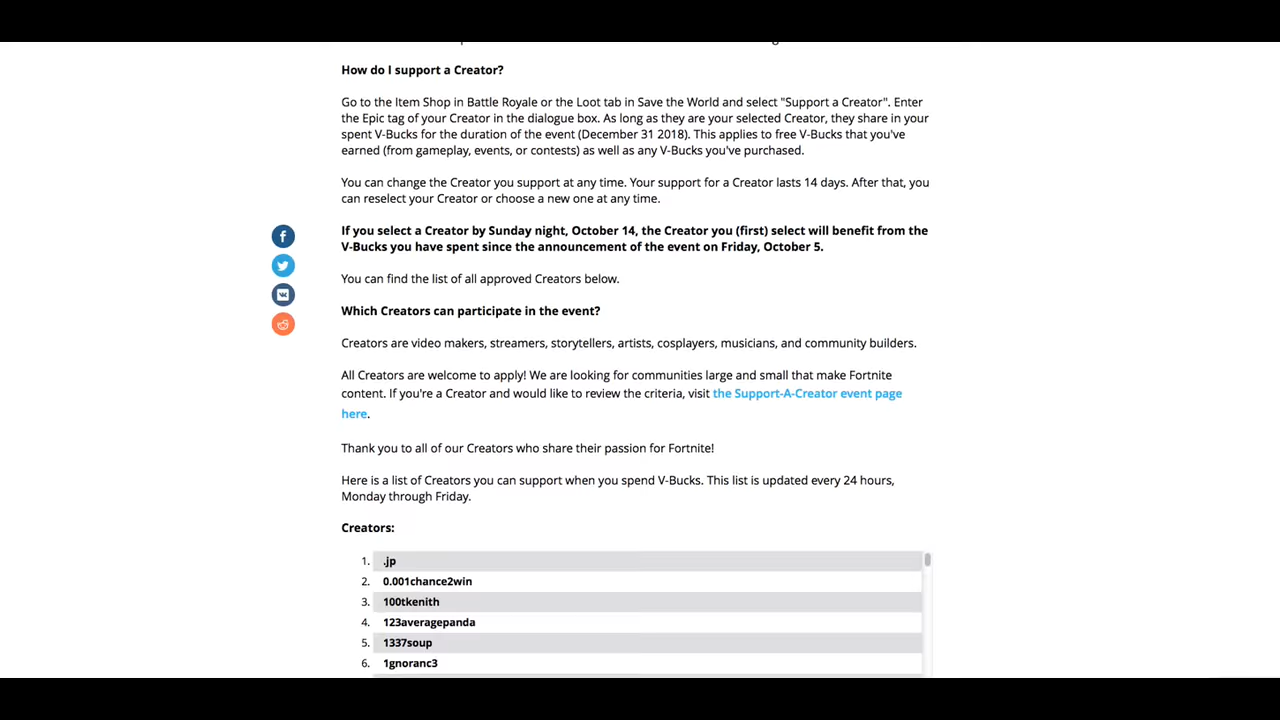 How do I support a Creator?
Go to the Item Shop in Battle Royale or the Loot tab in Save the World and select "Support a Creator". Enter
the Epic tag of your Creator in the dialogue box. As long as they are your selected Creator, they share in your
spent V-Bucks for the duration of the event (December 31 2018). This applies to free V-Bucks that you've
earned (from gameplay, events, or contests) as well as any V-Bucks you've purchased.
You can change the Creator you support at any time. Your support for a Creator lasts 14 days. After that, you
can reselect your Creator or choose a new one at any time.
If you select a Creator by Sunday night, October 14, the Creator you (first) select will benefit from the
V-Bucks you have spent since the announcement of the event on Friday, October 5.
You can find the list of all approved Creators below.
Which Creators can participate in the event?
Creators are video makers, streamers, storytellers, artists, cosplayers, musicians, and community builders.
All Creators are welcome to apply! We are looking for communities large and small that make Fortnite
content. If you're a Creator and would like to review the criteria, visit the Support-A-Creator event page
here.
Thank you to all of our Creators who share their passion for Fortnite!
Here is a list of Creators you can support when you spend V-Bucks. This list is updated every 24 hours,
Monday through Friday.
Creators:
1. .jp
2. 0.001chance2win
3. 100tkenith
4. 123averagepanda
5. 1337soup
6. 1gnoranc3